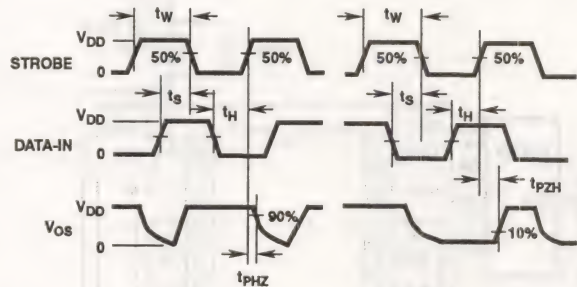 tW tW
VDD
STROBE 50% 50% 50% 50%
0
tS tH tS tH
VDD
DATA-IN
0
tPZH
VDD
VOS 90% 10%
0
tPHZ